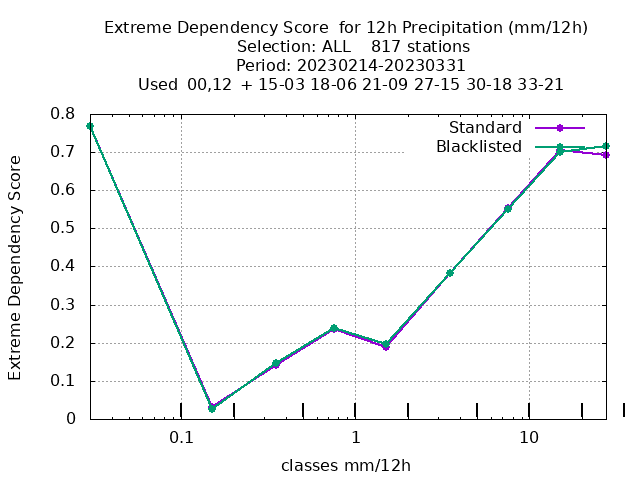 Extreme Dependency Score  for 12h Precipitation (mm/12h)
Selection: ALL    817 stations
Period: 20230214-20230331
Used  00,12  + 15-03 18-06 21-09 27-15 30-18 33-21
Standard
Blacklisted
Extreme Dependency Score
0.8
0.7
0.6
0.5
0.4
0.3
0.2
0.1
0
0.1
1
10
classes mm/12h